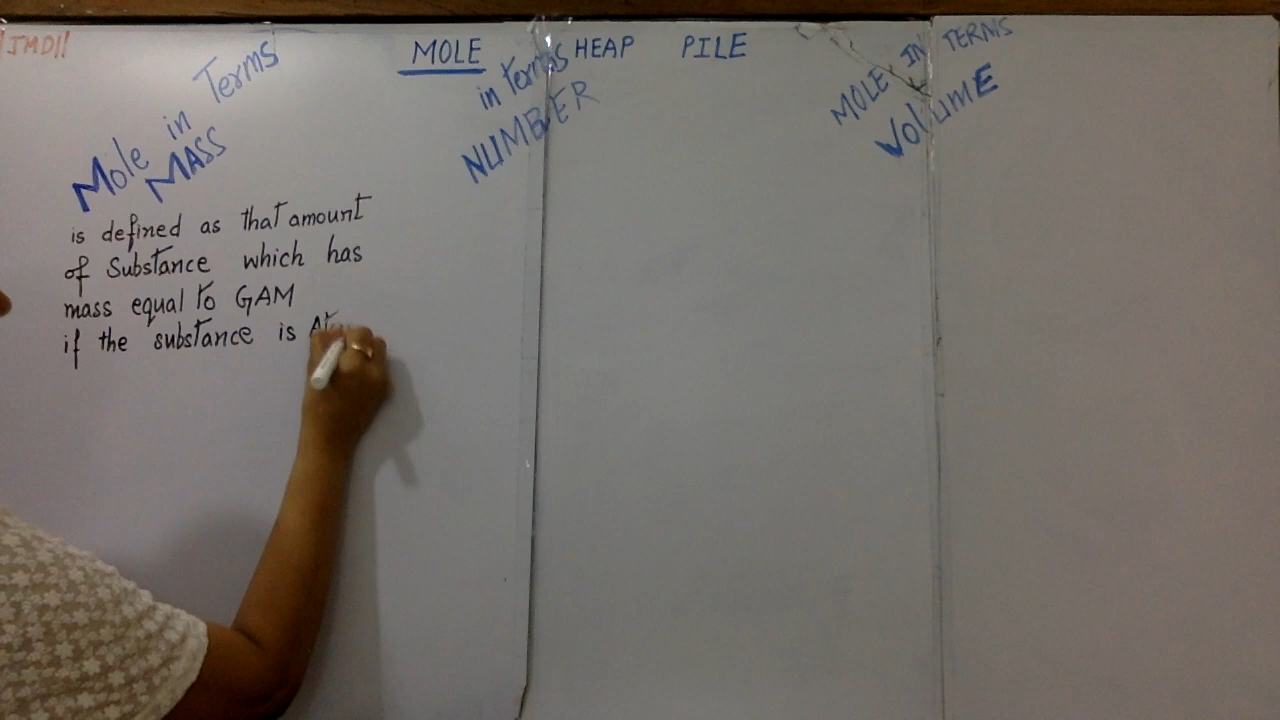 ||JMD||
MOLE HEAP PILE
Mole in Terms
MASS
is defined as that amount
of Substance which has
mass equal to GAM
if the substance is
in terms
NUMBER
MOLE IN TERMS
VOLUME